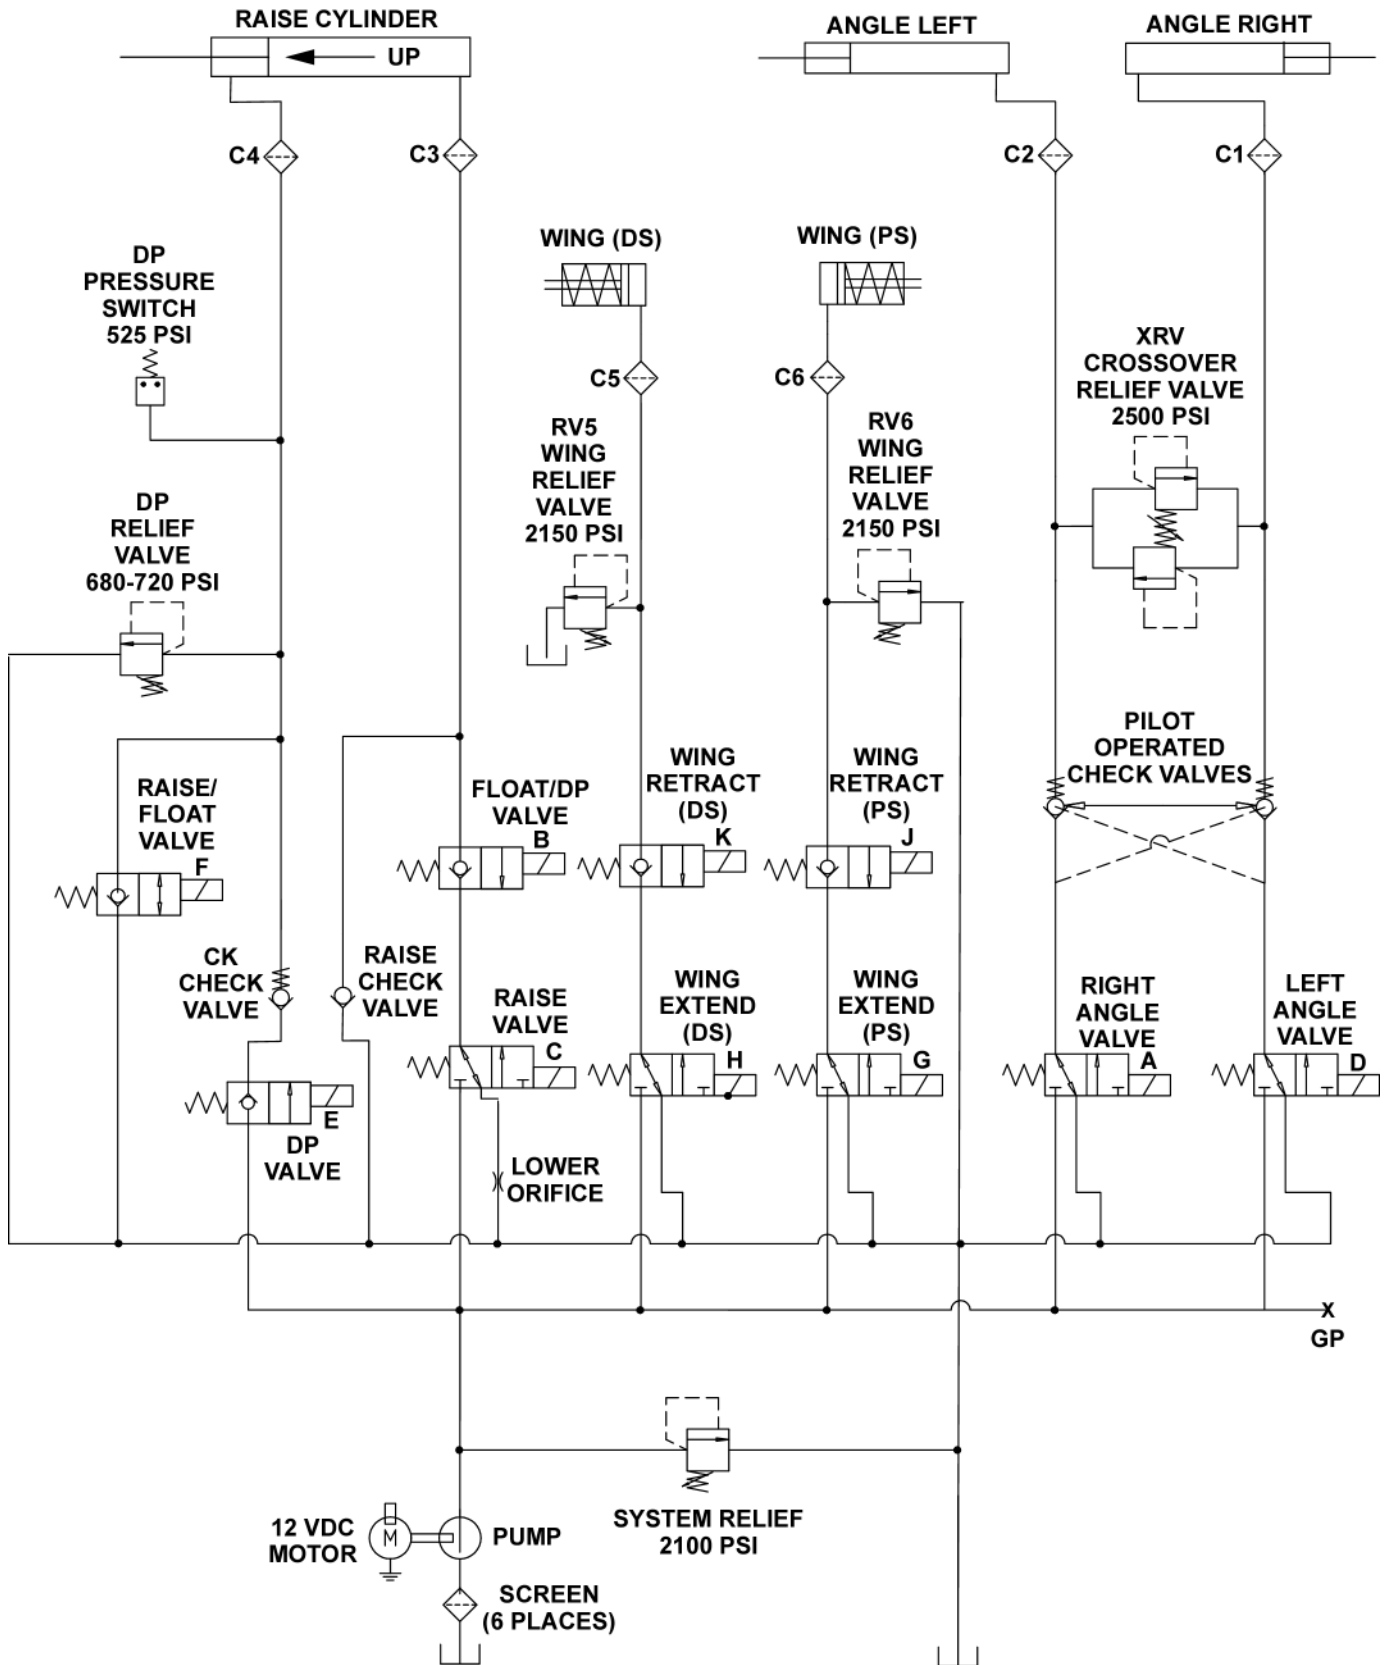 RAISE CYLINDER
UP
ANGLE LEFT
ANGLE RIGHT
C4
C3
C2
C1
DP
PRESSURE
SWITCH
525 PSI
WING (DS)
WING (PS)
C5
C6
XRV
CROSSOVER
RELIEF VALVE
2500 PSI
RV5
WING
RELIEF
VALVE
2150 PSI
RV6
WING
RELIEF
VALVE
2150 PSI
DP
RELIEF
VALVE
680-720 PSI
RAISE/
FLOAT
VALVE
F
FLOAT/DP
VALVE
B
WING
RETRACT
(DS)
K
WING
RETRACT
(PS)
J
PILOT
OPERATED
CHECK VALVES
CK
CHECK
VALVE
RAISE
CHECK
VALVE
RAISE
VALVE
C
WING
EXTEND
(DS)
H
WING
EXTEND
(PS)
G
RIGHT
ANGLE
VALVE
A
LEFT
ANGLE
VALVE
D
E
DP
VALVE
LOWER
ORIFICE
X
GP
SYSTEM RELIEF
2100 PSI
12 VDC
MOTOR
M
PUMP
SCREEN
(6 PLACES)